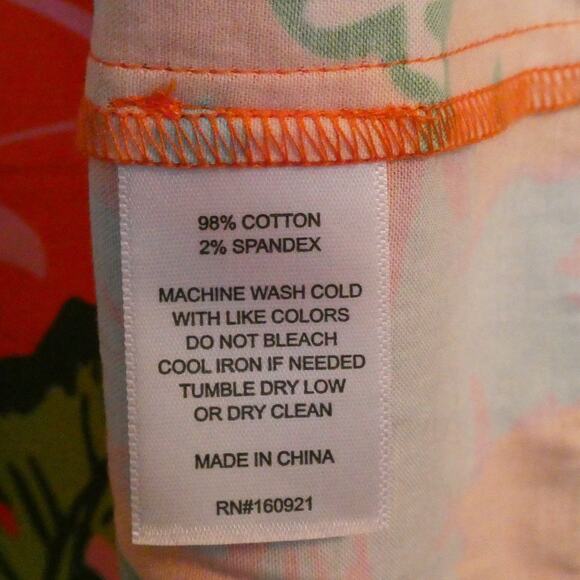 98% COTTON
2% SPANDEX
MACHINE WASH COLD
WITH LIKE COLORS
DO NOT BLEACH
COOL IRON IF NEEDED
TUMBLE DRY LOW
OR DRY CLEAN
MADE IN CHINA
RN#160921